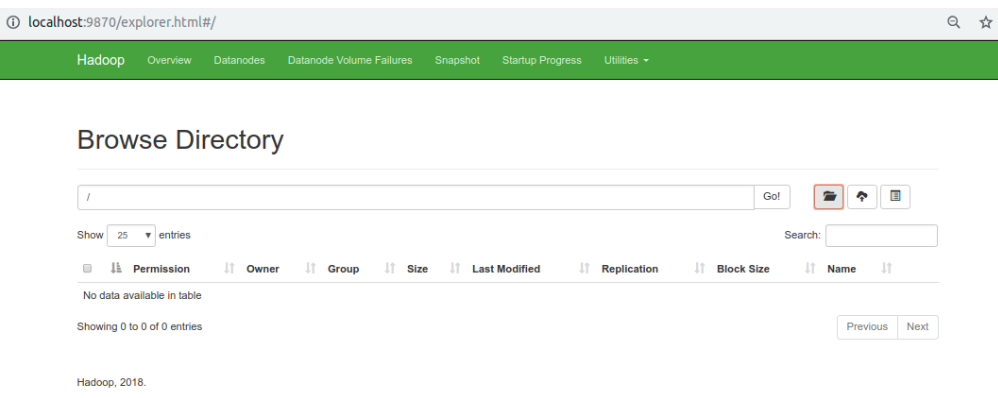 localhost:9870/explorer.html#/
Hadoop Overview Datanodes Datanode Volume Failures Snapshot Startup Progress Utilities
Browse Directory
/ Go!
Show 25 entries Search:
Permission Owner Group Size Last Modified Replication Block Size Name
No data available in table
Showing 0 to 0 of 0 entries Previous Next
Hadoop, 2018.